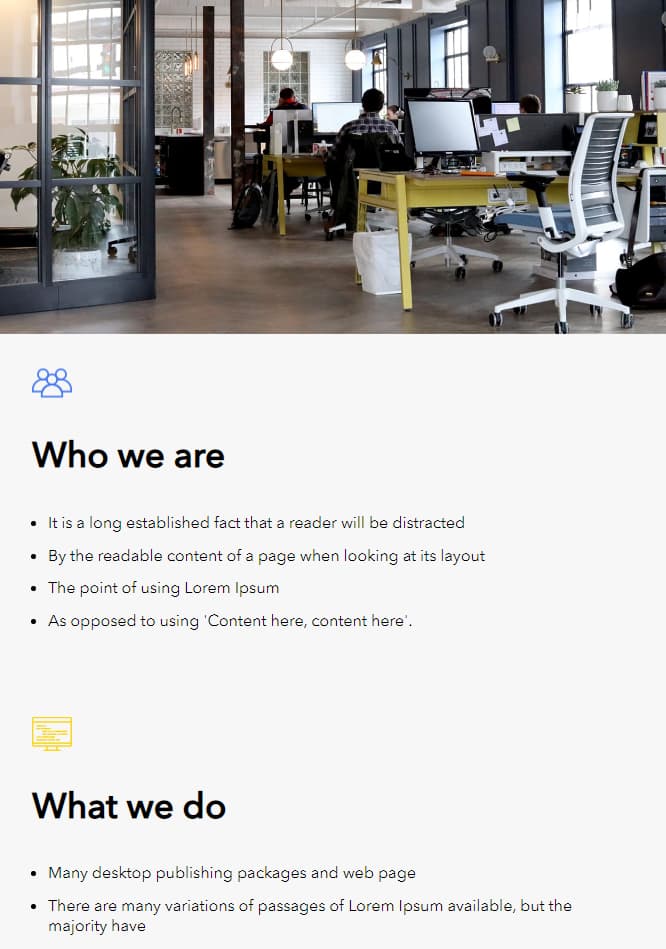 Who we are
It is a long established fact that a reader will be distracted
By the readable content of a page when looking at its layout
The point of using Lorem Ipsum
As opposed to using 'Content here, content here'.
What we do
Many desktop publishing packages and web page
There are many variations of passages of Lorem Ipsum available, but the
majority have